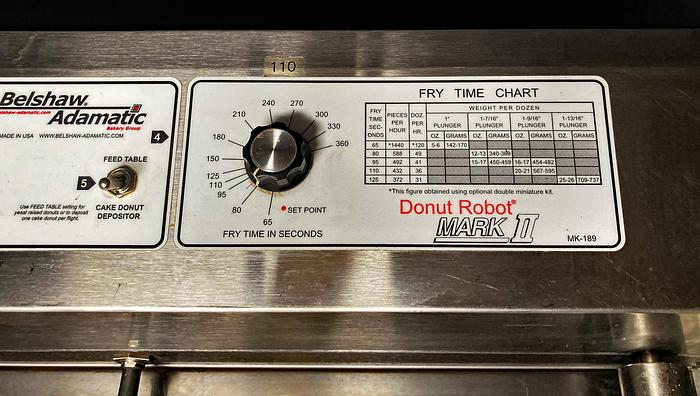 110
Belshaw®
belshaw-adamatic.com
Adamatic
Bakery Group
MADE IN USA WWW.BELSHAW-ADAMATIC.COM
4
FEED TABLE
5
CAKE DONUT
DEPOSITOR
Use FEED TABLE setting for
yeast raised donuts or to deposit
one cake donut per flight.
240 270
210 300
180 330
360
150
125
110
95
80
65
SET POINT
FRY TIME IN SECONDS
FRY TIME CHART
FRY TIME SEC- ONDS PIECES PER HOUR DOZ. PER HR. WEIGHT PER DOZEN
1" PLUNGER 1-7/16" PLUNGER 1-9/16" PLUNGER 1-13/16" PLUNGER
OZ. GRAMS OZ. GRAMS OZ. GRAMS OZ. GRAMS
65 *1440 *120 5-6 142-170
80 588 49 12-13
95 492 41 15-17 450-459 16-17 454-482
110 432 36 20-21 567-595
125 372 31 25-26 709-737
*This figure obtained using optional double miniature kit.
Donut Robot®
MARK II
MK-189